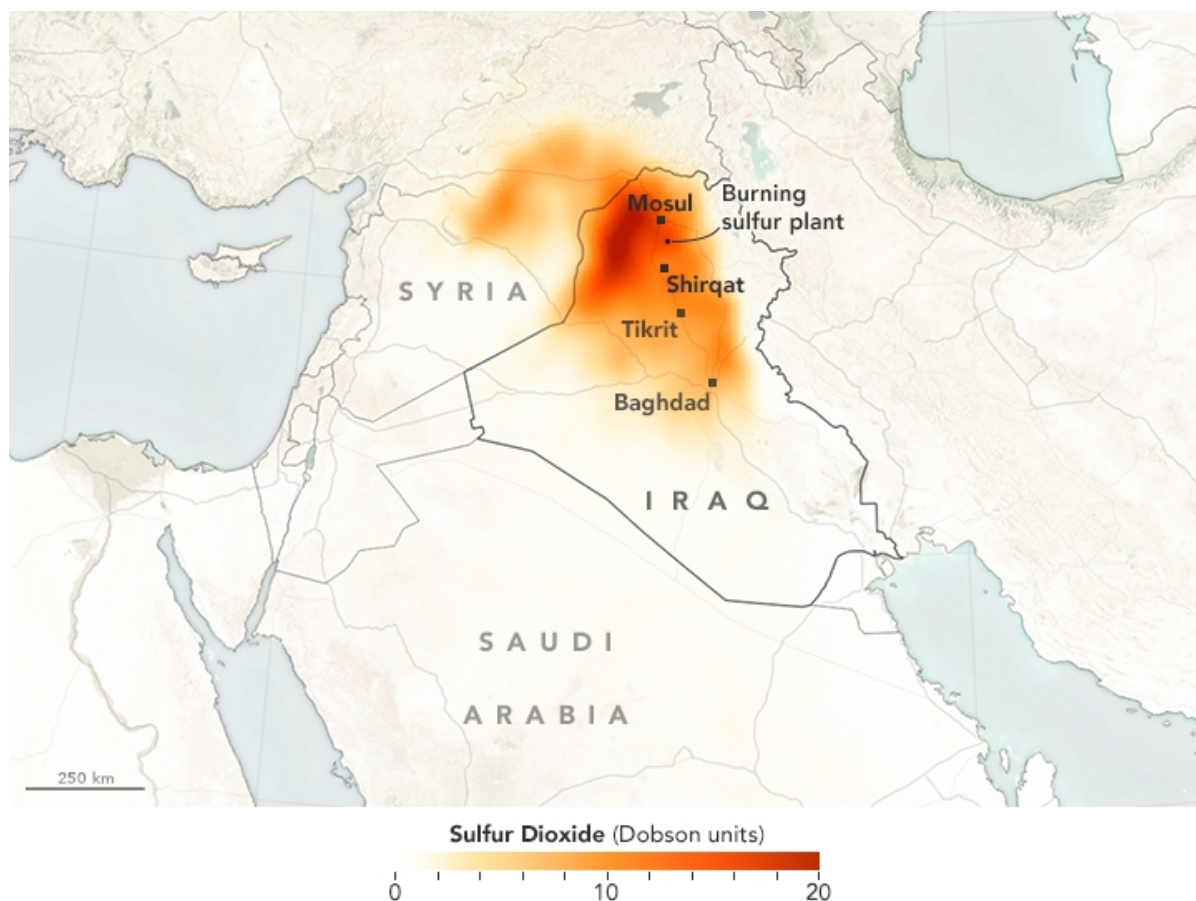 Mosul
Burning
sulfur plant
Shirqat
SYRIA
Tikrit
Baghdad
IRAQ
SAUDI
ARABIA
250 km
Sulfur Dioxide (Dobson units)
0 10 20